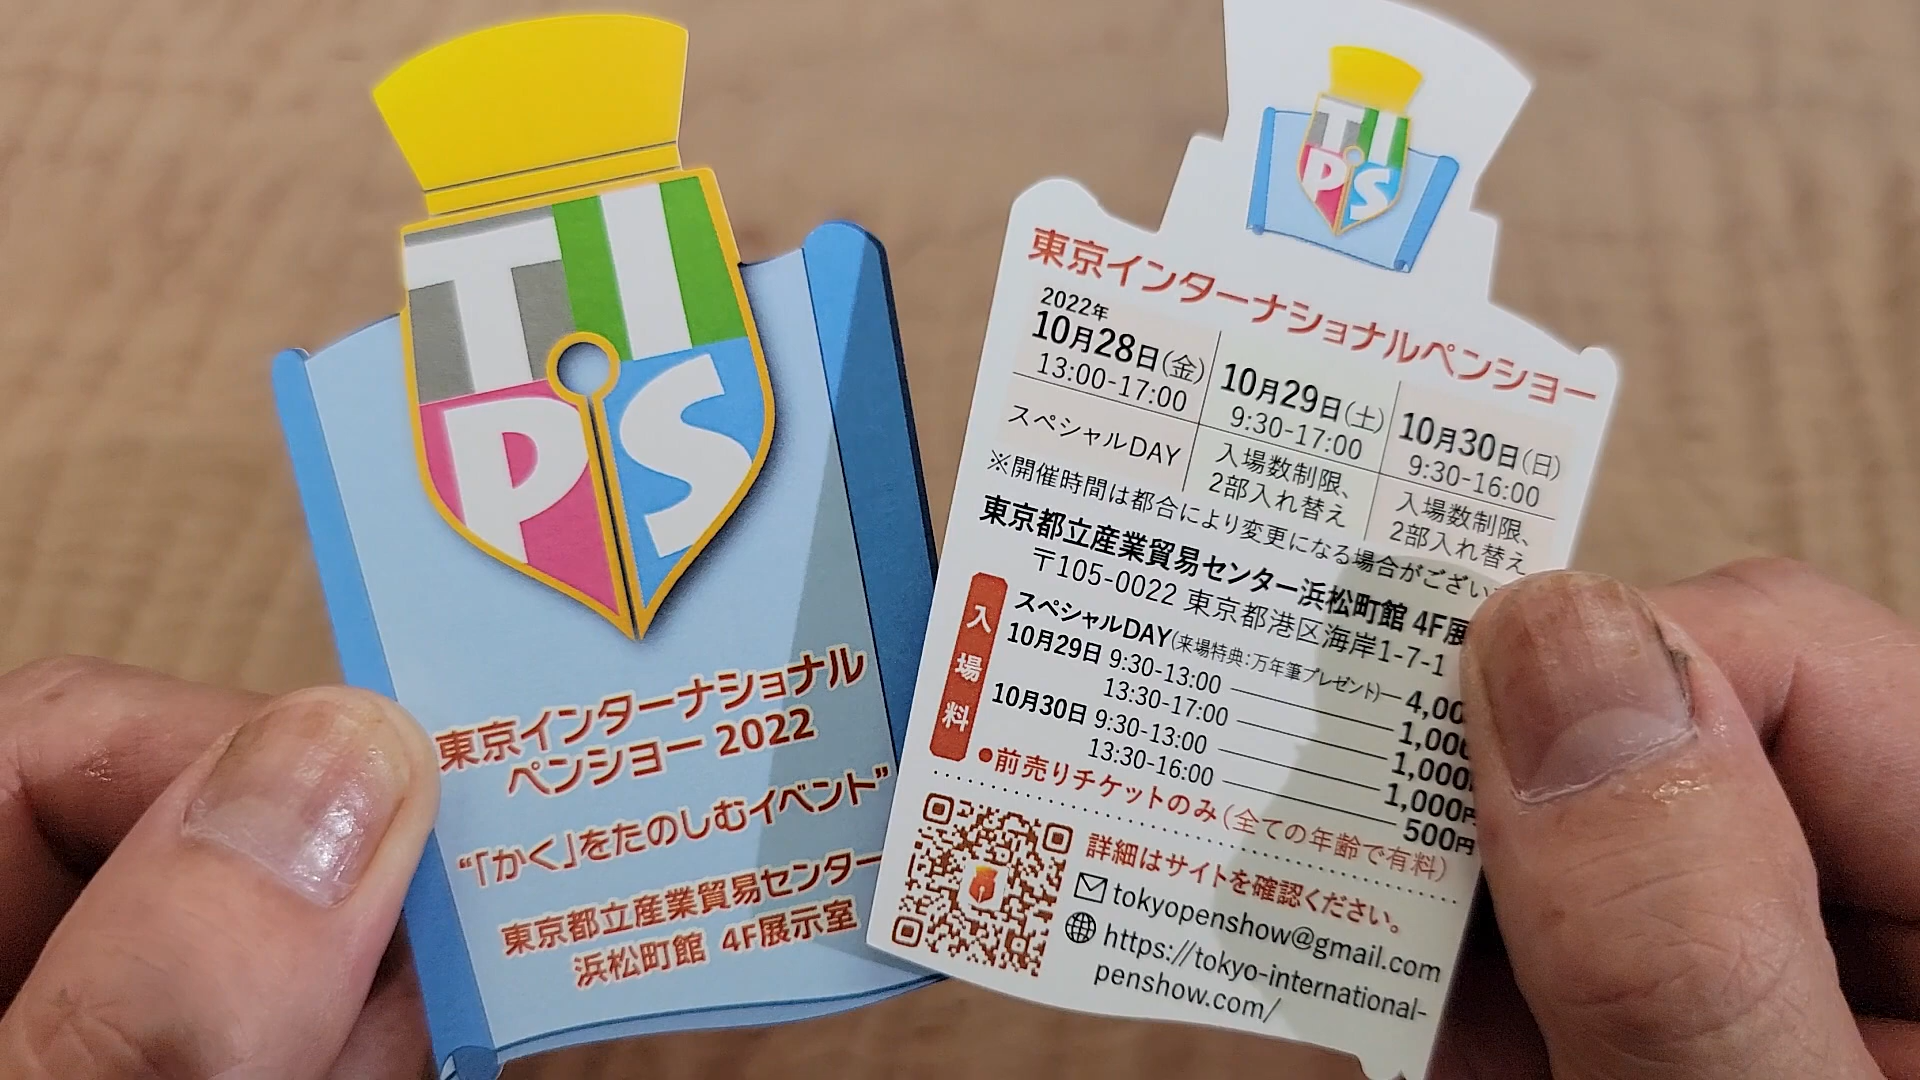 TIPS
東京インターナショナル
ペンショー 2022
“「かく」をたのしむイベント”
東京都立産業貿易センター
浜松町館 4F展示室
TIPS
東京インターナショナルペンショー
2022年
10月28日(金)
13:00-17:00
スペシャルDAY
10月29日(土)
9:30-17:00
入場数制限、
2部入れ替え
10月30日(日)
9:30-16:00
入場数制限、
2部入れ替え
※開催時間は都合により変更になる場合がござい
東京都立産業貿易センター浜松町館 4F展
〒105-0022 東京都港区海岸1-7-1
入場料
スペシャルDAY(来場特典:万年筆プレゼント) 4,00
10月29日 9:30-13:00 1,000
13:30-17:00 1,000
10月30日 9:30-13:00 1,000円
13:30-16:00 500円
●前売りチケットのみ(全ての年齢で有料)
詳細はサイトを確認ください。
tokyopenshow@gmail.com
https://tokyo-international-
penshow.com/